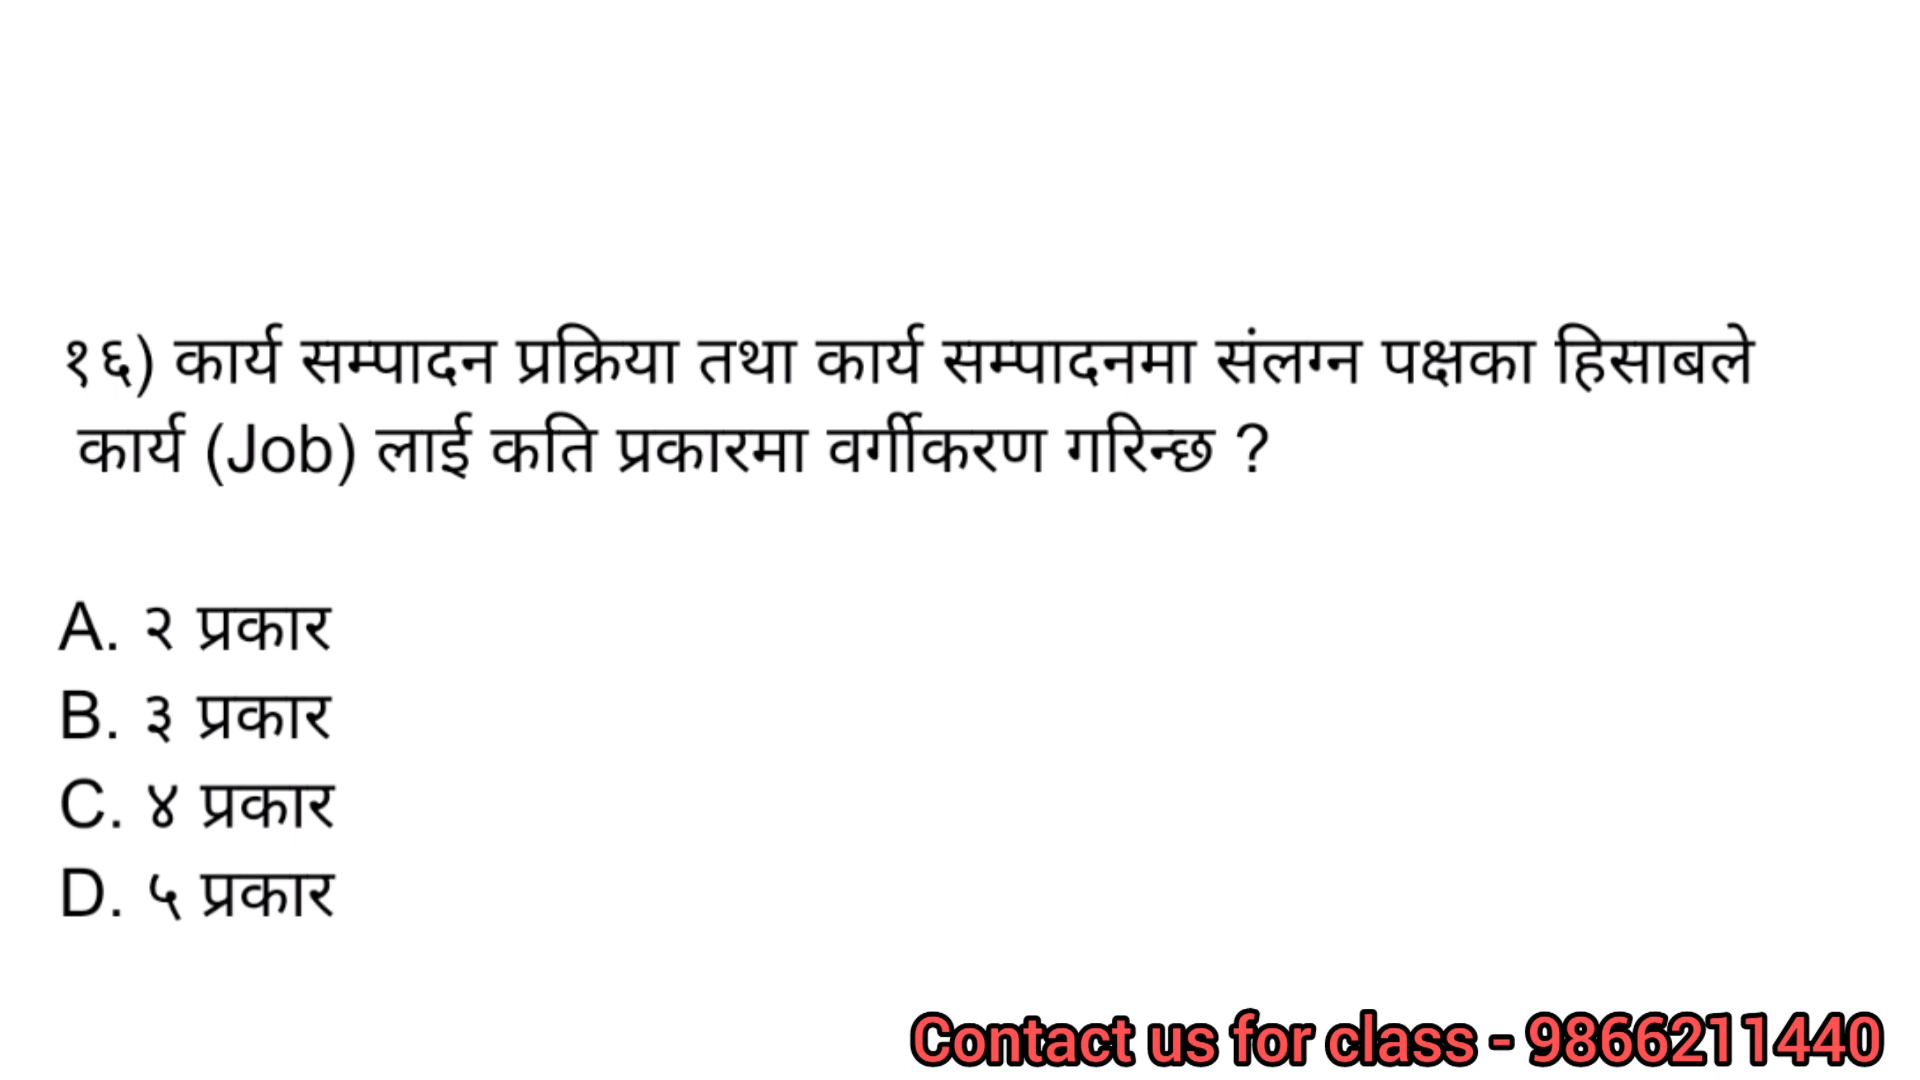 १६) कार्य सम्पादन प्रक्रिया तथा कार्य सम्पादनमा संलग्न पक्षका हिसाबले
कार्य (Job) लाई कति प्रकारमा वर्गीकरण गरिन्छ ?
A. २ प्रकार
B. ३ प्रकार
C. ४ प्रकार
D. ५ प्रकार
Contact us for class - 9866211440